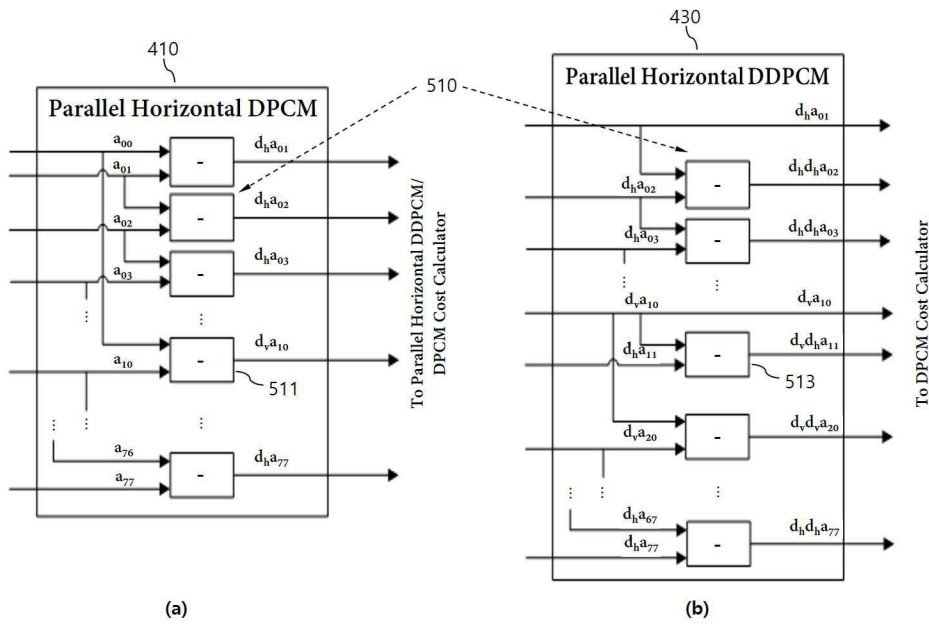 410
Parallel Horizontal DPCM
a₀₀
a₀₁
a₀₂
a₀₃
...
a₁₀
...
...
a₇₆
a₇₇
-
-
-
...
-
511
...
-
dₕa₀₁
dₕa₀₂
dₕa₀₃
dᵥa₁₀
dₕa₇₇
To Parallel Horizontal DDPCM/
DPCM Cost Calculator
(a)
510
430
Parallel Horizontal DDPCM
dₕa₀₁
-
dₕa₀₂
dₕdₕa₀₂
-
dₕa₀₃
dₕdₕa₀₃
...
...
dᵥa₁₀
dᵥa₁₀
-
dₕa₁₁
dᵥdₕa₁₁
513
-
dᵥa₂₀
dᵥdᵥa₂₀
...
...
...
dₕa₆₇
-
dₕa₇₇
dₕdₕa₇₇
To DPCM Cost Calculator
(b)